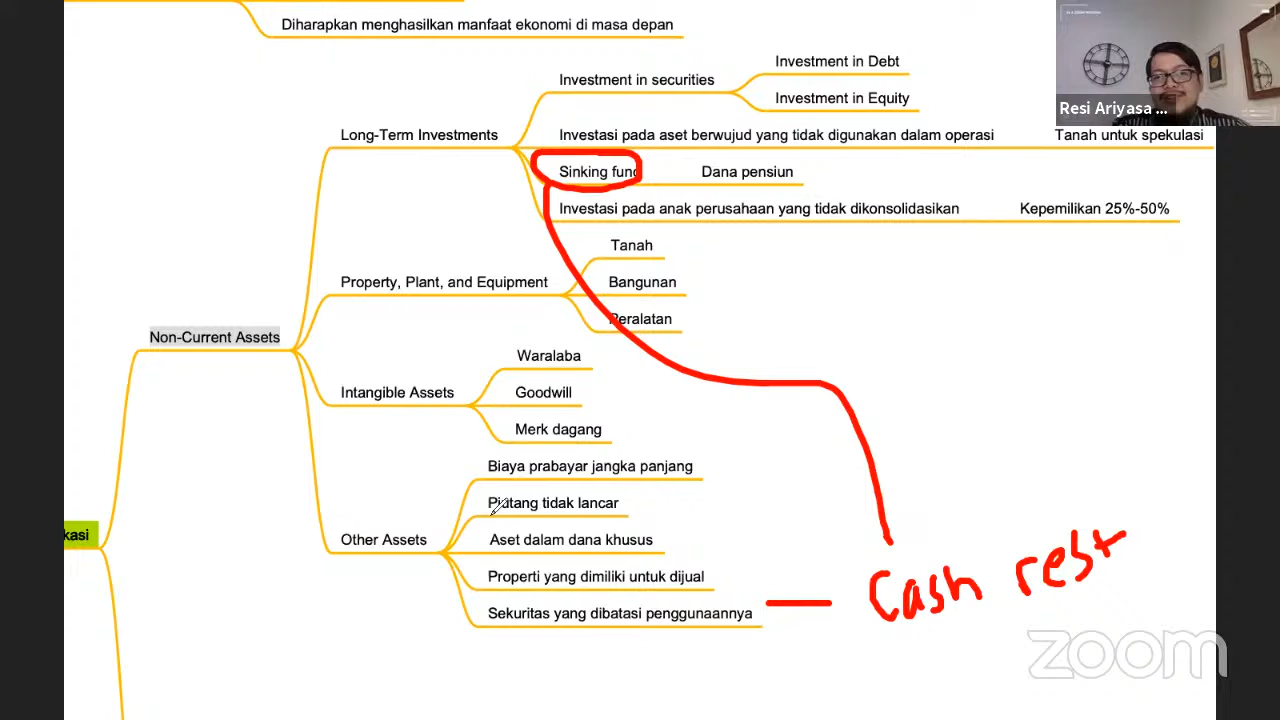 Diharapkan menghasilkan manfaat ekonomi di masa depan
Resi Ariyasa ...
Investment in Debt
Investment in securities
Investment in Equity
Long-Term Investments
Investasi pada aset berwujud yang tidak digunakan dalam operasi
Tanah untuk spekulasi
Sinking fund
Dana pensiun
Investasi pada anak perusahaan yang tidak dikonsolidasikan
Kepemilikan 25%-50%
Tanah
Property, Plant, and Equipment
Bangunan
Peralatan
Non-Current Assets
Waralaba
Intangible Assets
Goodwill
Merk dagang
Biaya prabayar jangka panjang
Piutang tidak lancar
kasi
Other Assets
Aset dalam dana khusus
Properti yang dimiliki untuk dijual
Sekuritas yang dibatasi penggunaannya
Cash rest
zoom